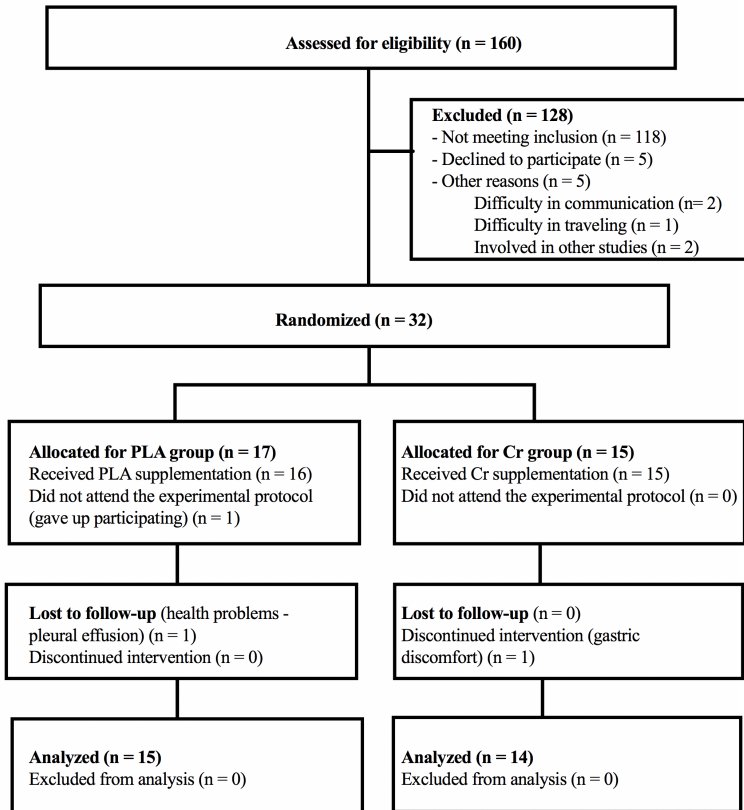 Assessed for eligibility (n = 160)
Excluded (n = 128)
- Not meeting inclusion (n = 118)
- Declined to participate (n = 5)
- Other reasons (n = 5)
Difficulty in communication (n= 2)
Difficulty in traveling (n = 1)
Involved in other studies (n = 2)
Randomized (n = 32)
Allocated for PLA group (n = 17)
Received PLA supplementation (n = 16)
Did not attend the experimental protocol
(gave up participating) (n = 1)
Allocated for Cr group (n = 15)
Received Cr supplementation (n = 15)
Did not attend the experimental protocol (n = 0)
Lost to follow-up (health problems -
pleural effusion) (n = 1)
Discontinued intervention (n = 0)
Lost to follow-up (n = 0)
Discontinued intervention (gastric
discomfort) (n = 1)
Analyzed (n = 15)
Excluded from analysis (n = 0)
Analyzed (n = 14)
Excluded from analysis (n = 0)